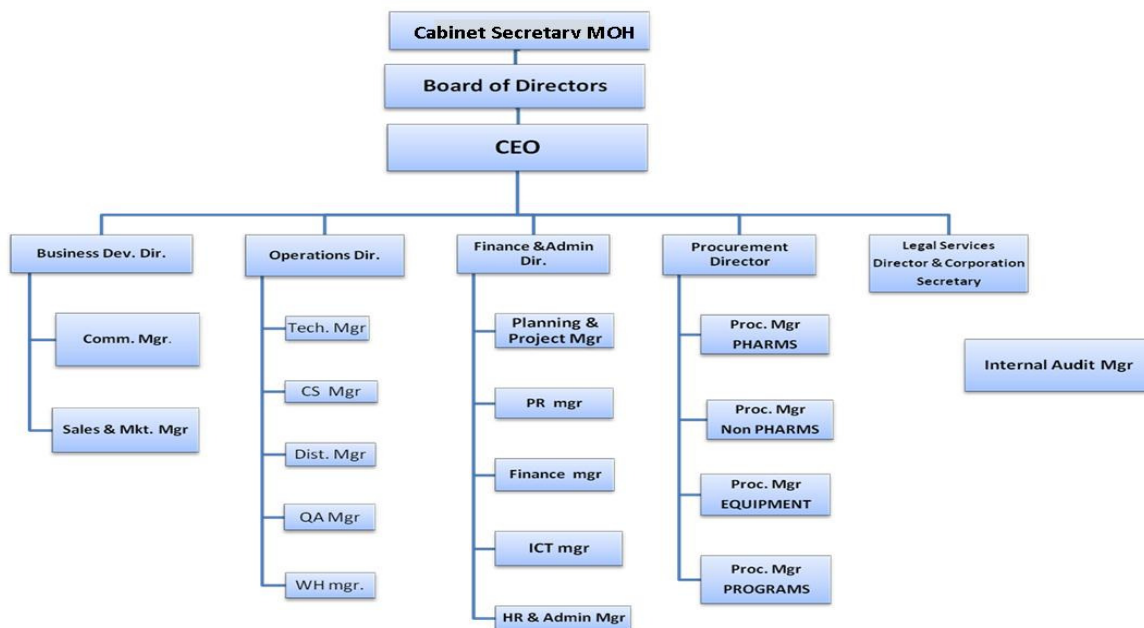 Cabinet Secretary MOH
Board of Directors
CEO
Business Dev. Dir.
Operations Dir.
Finance &Admin
Dir.
Procurement
Director
Legal Services
Director & Corporation
Secretary
Comm. Mgr.
Sales & Mkt. Mgr
Tech. Mgr
CS Mgr
Dist. Mgr
QA Mgr
WH mgr.
Planning &
Project Mgr
PR mgr
Finance mgr
ICT mgr
HR & Admin Mgr
Proc. Mgr
PHARMS
Proc. Mgr
Non PHARMS
Proc. Mgr
EQUIPMENT
Proc. Mgr
PROGRAMS
Internal Audit Mgr